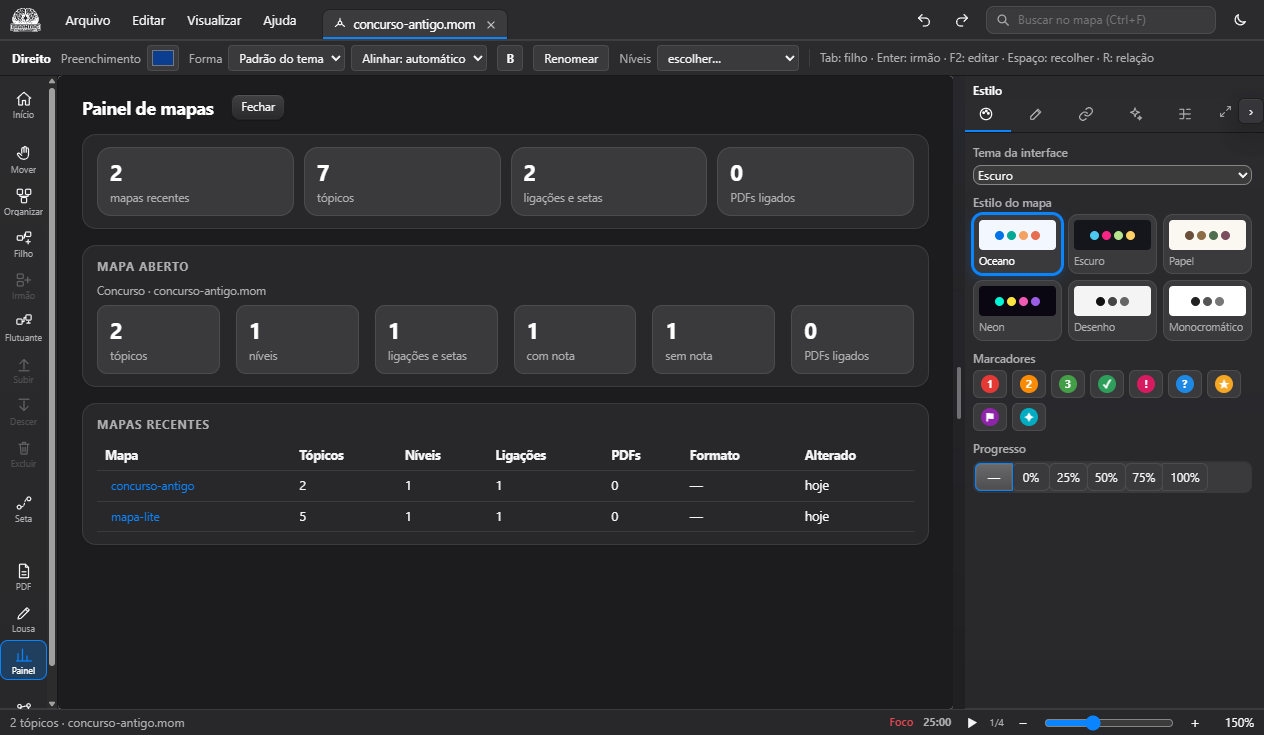 Arquivo Editar Visualizar Ajuda concurso-antigo.mom × Buscar no mapa (Ctrl+F)
Direito Preenchimento Forma Padrão do tema Alinhar: automático B Renomear Níveis escolher... Tab: filho · Enter: irmão · F2: editar · Espaço: recolher · R: relação
Início
Mover
Organizar
Filho
Irmão
Flutuante
Subir
Descer
Excluir
Seta
PDF
Lousa
Painel
Painel de mapas Fechar
2 7 2 0
mapas recentes tópicos ligações e setas PDFs ligados
MAPA ABERTO
Concurso · concurso-antigo.mom
2 1 1 1 1 0
tópicos níveis ligações e setas com nota sem nota PDFs ligados
MAPAS RECENTES
Mapa Tópicos Níveis Ligações PDFs Formato Alterado
concurso-antigo 2 1 1 0 — hoje
mapa-lite 5 1 1 0 — hoje
Estilo
Tema da interface
Escuro
Estilo do mapa
Oceano Escuro Papel
Neon Desenho Monocromático
Marcadores
1 2 3 ✓ ! ? ★
Progresso
— 0% 25% 50% 75% 100%
2 tópicos · concurso-antigo.mom Foco 25:00 1/4 − + 150%